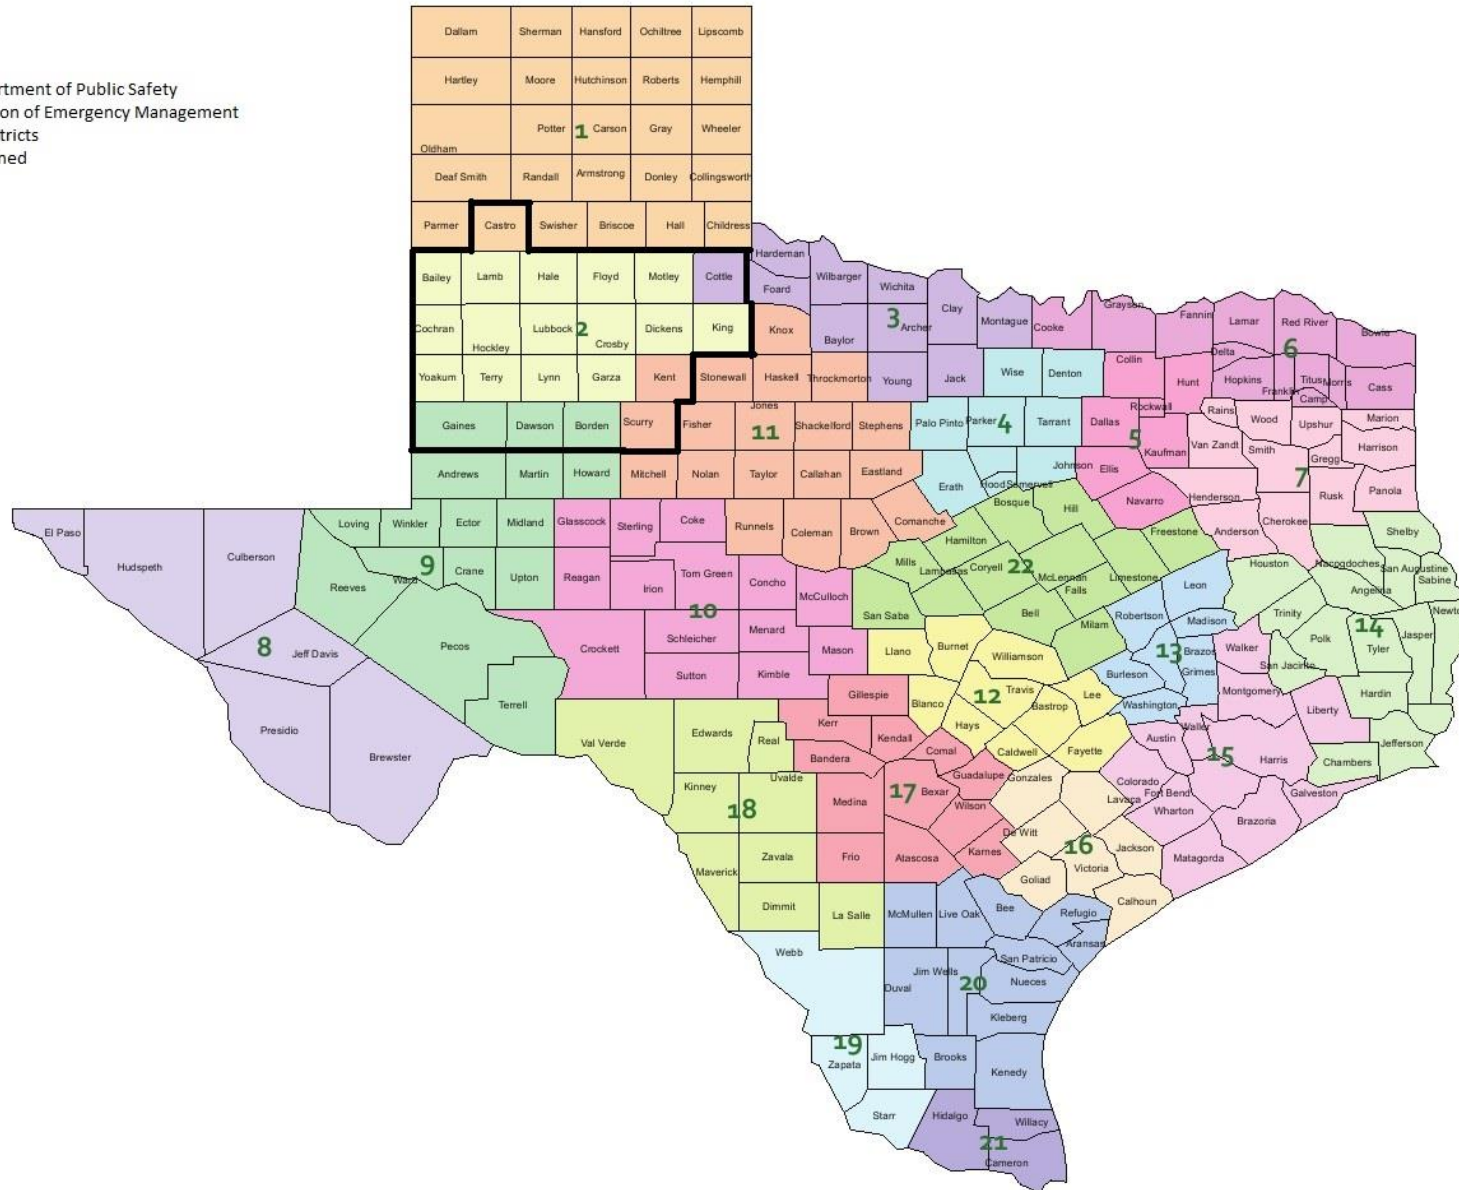 rtment of Public Safety
on of Emergency Management
tricts
ned
Dallam Sherman Hansford Ochiltree Lipscomb
Hartley Moore Hutchinson Roberts Hemphill
Oldham Potter 1 Carson Gray Wheeler
Deaf Smith Randall Armstrong Donley Collingsworth
Parmer Castro Swisher Briscoe Hall Childress
Hardeman
Bailey Lamb Hale Floyd Motley Cottle Foard Wilbarger Wichita
Cochran Hockley Lubbock 2 Crosby Dickens King Knox Baylor 3 Archer Clay Montague Cooke Grayson Fannin Lamar Red River Bowie
Delta 6
Yoakum Terry Lynn Garza Kent Stonewall Haskell Throckmorton Young Jack Wise Denton Collin Hunt Hopkins Franklin Titus Morris Camp Cass
Gaines Dawson Borden Scurry Fisher Jones 11 Shackelford Stephens Palo Pinto Parker 4 Tarrant Dallas Rockwall 5 Kaufman Rains Wood Upshur Marion
Van Zandt Smith Gregg Harrison
Andrews Martin Howard Mitchell Nolan Taylor Callahan Eastland Erath Hood Somervell Johnson Ellis Navarro Henderson 7 Rusk Panola
El Paso Hudspeth Culberson Loving Winkler Ector Midland Glasscock Sterling Coke Runnels Coleman Brown Comanche Hamilton Bosque Hill Freestone Anderson Cherokee Shelby
Reeves Ward 9 Crane Upton Reagan Irion Tom Green Concho McCulloch Mills Lampasas Coryell 22 McLennan Limestone Falls Leon Houston Nacogdoches San Augustine Sabine
Angelina
10 San Saba Bell Milam Robertson Madison Trinity Polk 14 Tyler Jasper Newto
8 Jeff Davis Pecos Crockett Schleicher Menard Mason Llano Burnet Williamson 13 Brazos Grimes Walker San Jacinto
Sutton Kimble Burleson
Presidio Brewster Terrell Gillespie Blanco 12 Travis Bastrop Lee Washington Montgomery Liberty Hardin
Val Verde Edwards Real Kerr Kendall Hays Caldwell Fayette Austin Waller 15 Harris Chambers Jefferson
Bandera Comal
Kinney Uvalde Medina 17 Bexar Guadalupe Wilson Gonzales Lavaca Colorado Fort Bend Wharton Brazoria Galveston
18
Maverick Zavala Frio Atascosa Karnes De Witt 16 Jackson Victoria Matagorda
Goliad Calhoun
Dimmit La Salle McMullen Live Oak Bee Refugio Aransas
Webb Duval Jim Wells 20 San Patricio Nueces
Kleberg
19 Zapata Jim Hogg Brooks Kenedy
Starr Hidalgo Willacy
21
Cameron